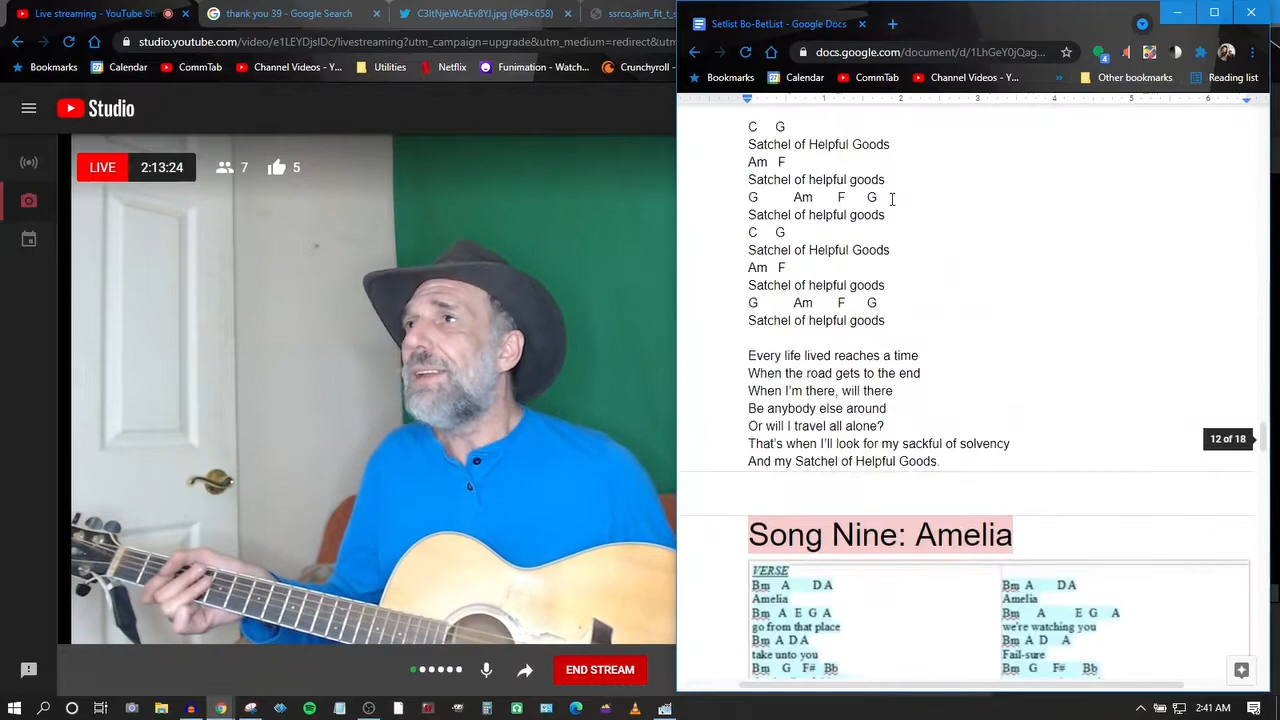 YouTube St
thank you 39 - Google Search
C3ItNjeWcAEv9YJ.jpg (649×658)
ssrco,slim_fit_t_s
Setlist Bo-BetList - Google Docs
studio.youtube.com/video/e1LEYDjsIDc/livestreaming?utm_campaign=upgrade&utm_medium=redirect&utm
docs.google.com/document/d/1LhGeY0jQag...
Bookmarks Calendar CommTab Channel Videos - Y... Utilities Netflix Funimation - Watch... Crunchyroll
Bookmarks Calendar CommTab Channel Videos - Y... » Other bookmarks Reading list
Studio
LIVE 2:13:24 7 5
1 2 3 4 5 6
C G
Satchel of Helpful Goods
Am F
Satchel of helpful goods
G Am F G
Satchel of helpful goods
C G
Satchel of Helpful Goods
Am F
Satchel of helpful goods
G Am F G
Satchel of helpful goods
Every life lived reaches a time
When the road gets to the end
When I'm there, will there
Be anybody else around
Or will I travel all alone?
That's when I'll look for my sackful of solvency
And my Satchel of Helpful Goods.
12 of 18
Song Nine: Amelia
VERSE
Bm A D A
Amelia
Bm A E G A
go from that place
Bm A D A
take unto you
Bm G F# Bb
Bm A D A
Amelia
Bm A E G A
we're watching you
Bm A D A
Fail-sure
Bm G F# Bb
END STREAM
2:41 AM